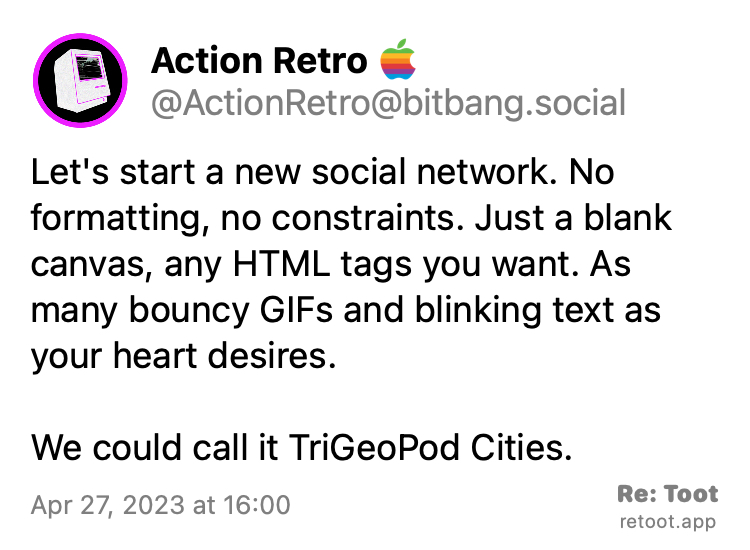 Action Retro
@ActionRetro@bitbang.social
Let's start a new social network. No
formatting, no constraints. Just a blank
canvas, any HTML tags you want. As
many bouncy GIFs and blinking text as
your heart desires.
We could call it TriGeoPod Cities.
Apr 27, 2023 at 16:00
Re: Toot
retoot.app